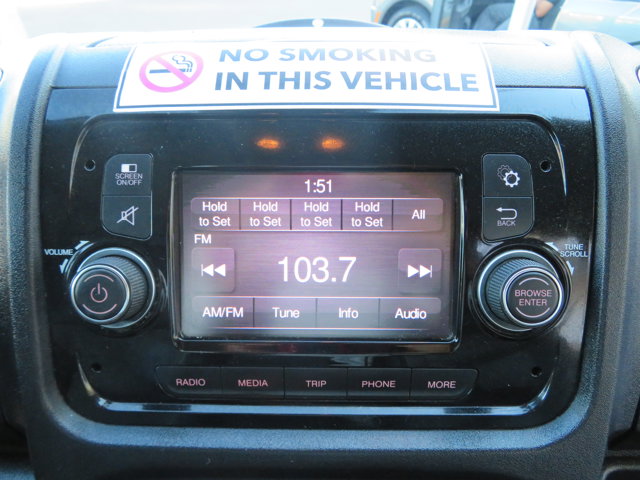 NO SMOKING
IN THIS VEHICLE
SCREEN
ON/OFF
1:51
Hold
to Set
Hold
to Set
Hold
to Set
Hold
to Set
All
BACK
FM
VOLUME
103.7
TUNE
SCROLL
BROWSE
ENTER
AM/FM
Tune
Info
Audio
RADIO
MEDIA
TRIP
PHONE
MORE